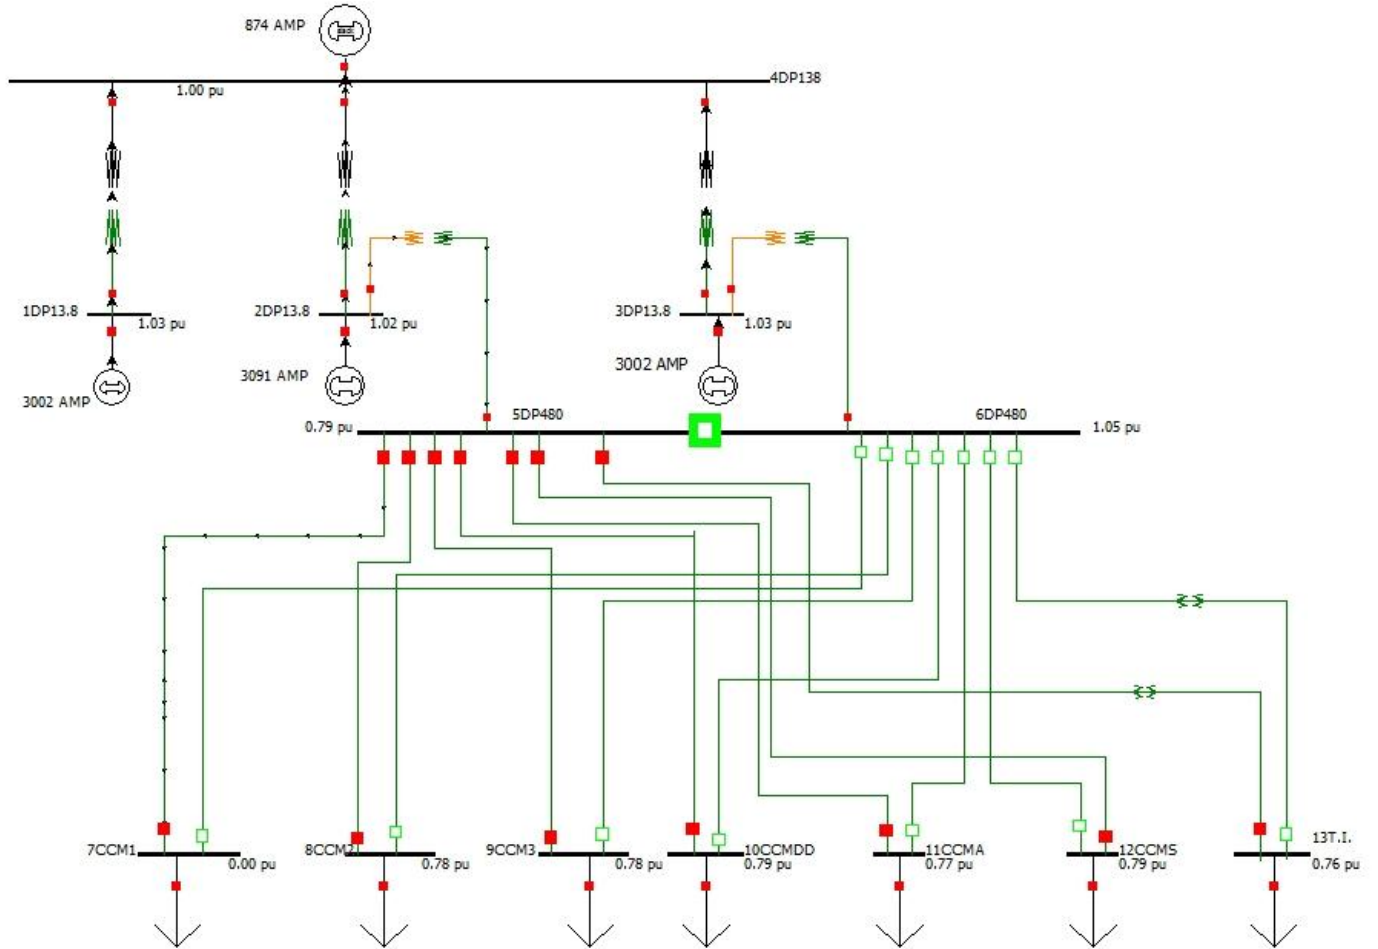 874 AMP
4DP138
1.00 pu
1DP13.8
1.03 pu
2DP13.8
1.02 pu
3DP13.8
1.03 pu
3002 AMP
3091 AMP
3002 AMP
0.79 pu
5DP480
6DP480
1.05 pu
7CCM1
0.00 pu
8CCM2
0.78 pu
9CCM3
0.78 pu
10CCMDD
0.79 pu
11CCMA
0.77 pu
12CCMS
0.79 pu
13T.I.
0.76 pu